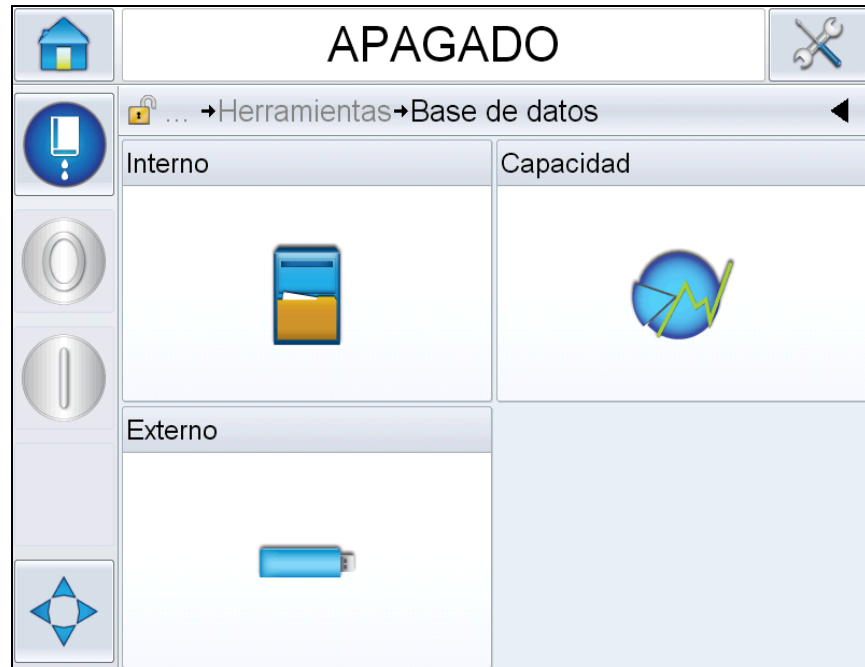 APAGADO
... →Herramientas→Base de datos
Interno
Capacidad
Externo